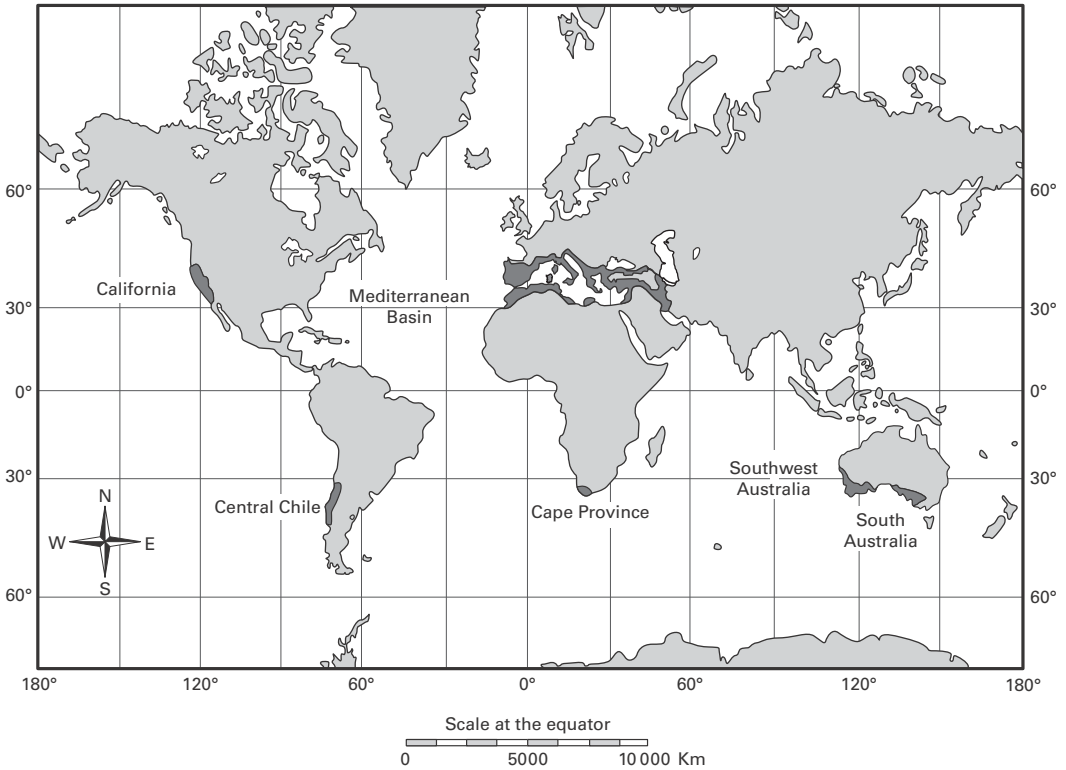 60°
60°
California
Mediterranean
Basin
30°
30°
0°
0°
30°
30°
Southwest
Australia
N
W
E
S
Central Chile
Cape Province
South
Australia
60°
60°
180°
120°
60°
0°
60°
120°
180°
Scale at the equator
0
5000
10 000 Km